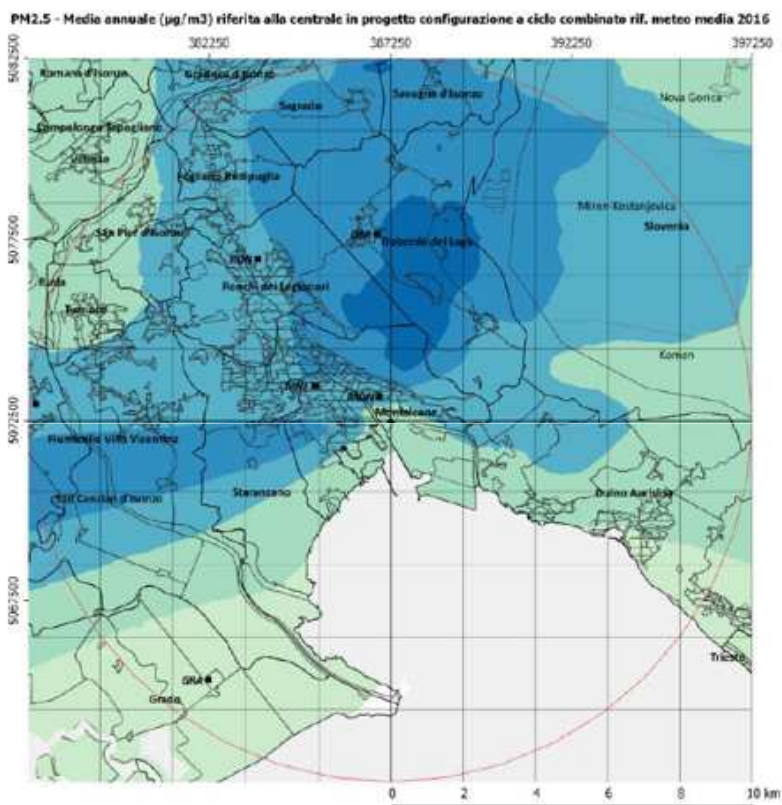 PM2.5 - Media annuale (µg/m3) riferita alla centrale in progetto configurazione a ciclo combinato rif. meteo media 2016
382250 387250 392250 397250
5082500
Romans d'Isonzo
Gradisca d'Isonzo
Savogna d'Isonzo
Sagrado
Nova Gorica
Campolongo Tapogliano
Villesse
Fogliano Redipuglia
Miren-Kostanjevica
San Pier d'Isonzo
Slovenia
5077500
Doberdò del Lago
Ronchi dei Legionari
Ruda
Turriaco
Komen
Monfalcone
5072500
Fiumicello Villa Vicentina
Staranzano
Duino Aurisina
San Canzian d'Isonzo
5067500
Trieste
GRA
Grado
0 2 4 6 8 10 km